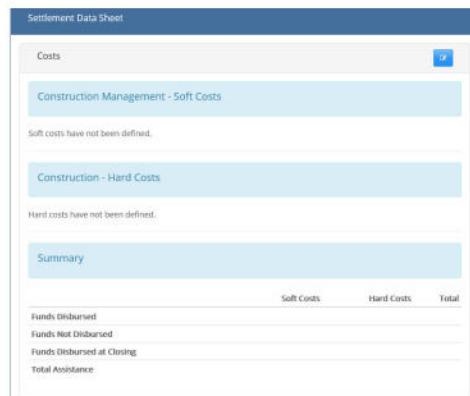 Settlement Data Sheet
Costs
Construction Management - Soft Costs
Soft costs have not been defined.
Construction - Hard Costs
Hard costs have not been defined.
Summary
Soft Costs Hard Costs Total
Funds Disbursed
Funds Not Disbursed
Funds Disbursed at Closing
Total Assistance